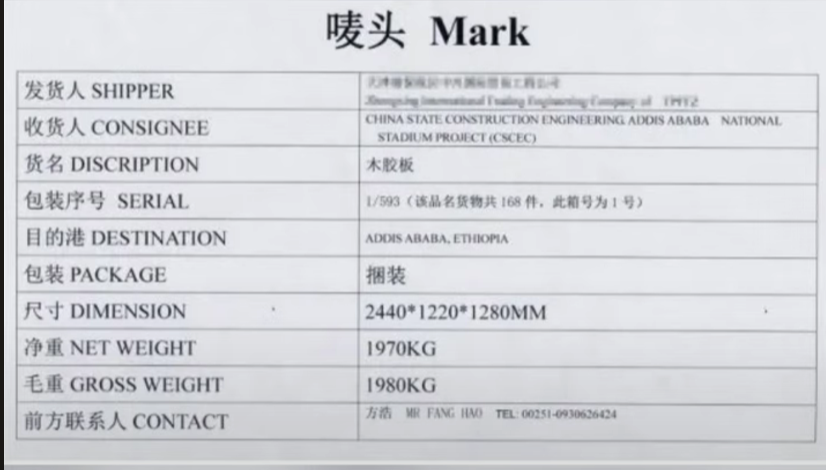 唛头 Mark
发货人 SHIPPER
收货人 CONSIGNEE
CHINA STATE CONSTRUCTION ENGINEERING ADDIS ABABA NATIONAL
STADIUM PROJECT (CSCEC)
货名 DISCRIPTION
木胶板
包装序号 SERIAL
1/593（该品名货物共 168 件，此箱号为 1 号）
目的港 DESTINATION
ADDIS ABABA, ETHIOPIA
包装 PACKAGE
捆装
尺寸 DIMENSION
2440*1220*1280MM
净重 NET WEIGHT
1970KG
毛重 GROSS WEIGHT
1980KG
前方联系人 CONTACT
方浩 MR FANG HAO TEL: 00251-0930626424